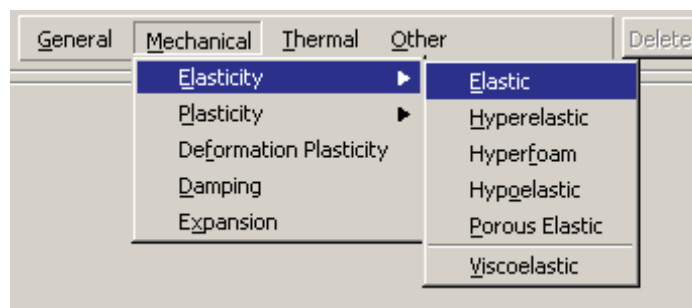 General Mechanical Thermal Other Delete
Elasticity
Plasticity
Deformation Plasticity
Damping
Expansion
Elastic
Hyperelastic
Hyperfoam
Hypoelastic
Porous Elastic
Viscoelastic